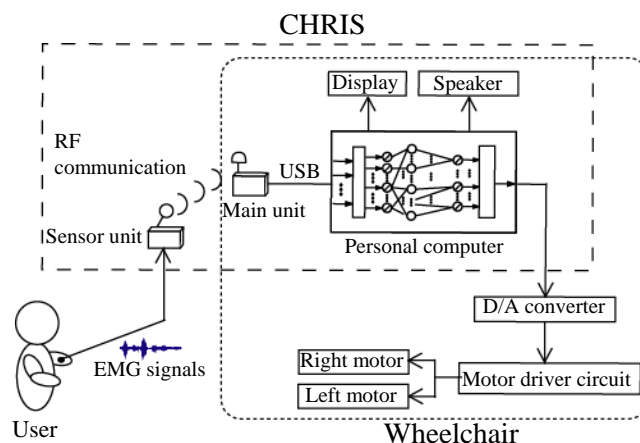 CHRIS
Display
Speaker
RF
communication
USB
Main unit
Sensor unit
Personal computer
D/A converter
EMG signals
Right motor
Left motor
Motor driver circuit
User
Wheelchair